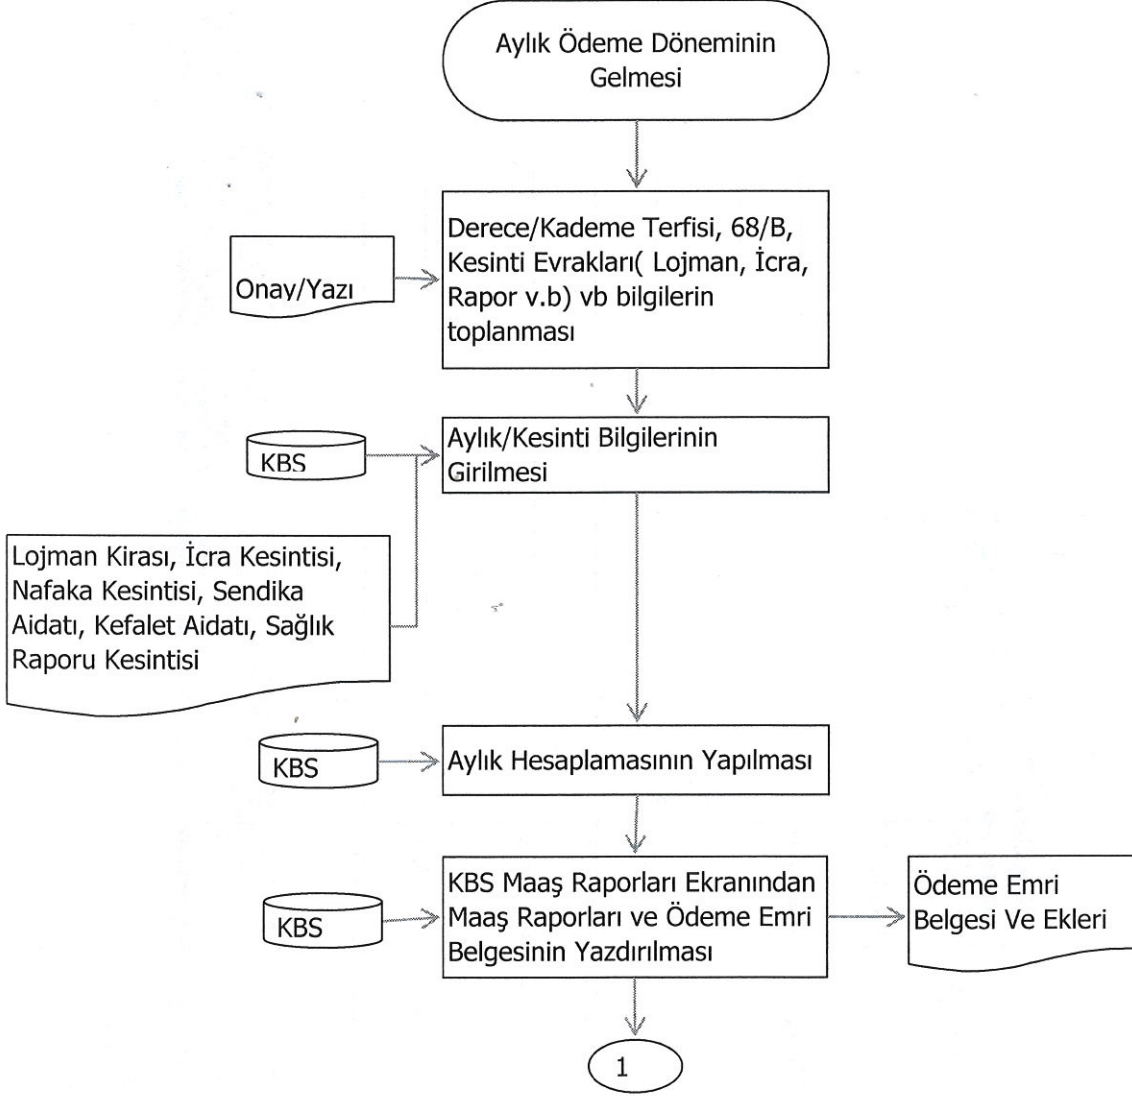 Aylık Ödeme Döneminin
Gelmesi
Onay/Yazı
Derece/Kademe Terfisi, 68/B,
Kesinti Evrakları( Lojman, İcra,
Rapor v.b) vb bilgilerin
toplanması
KBS
Aylık/Kesinti Bilgilerinin
Girilmesi
Lojman Kirası, İcra Kesintisi,
Nafaka Kesintisi, Sendika
Aidatı, Kefalet Aidatı, Sağlık
Raporu Kesintisi
KBS
Aylık Hesaplamasının Yapılması
KBS
KBS Maaş Raporları Ekranından
Maaş Raporları ve Ödeme Emri
Belgesinin Yazdırılması
Ödeme Emri
Belgesi Ve Ekleri
1